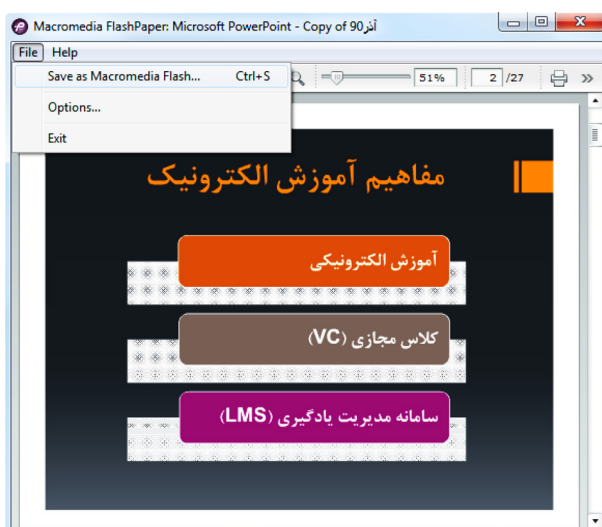 Macromedia FlashPaper: Microsoft PowerPoint - Copy of آذر90
File Help
Save as Macromedia Flash... Ctrl+S
51% 2 /27
Options...
Exit
مفاهیم آموزش الکترونیک
آموزش الکترونیکی
کلاس مجازی (VC)
سامانه مدیریت یادگیری (LMS)